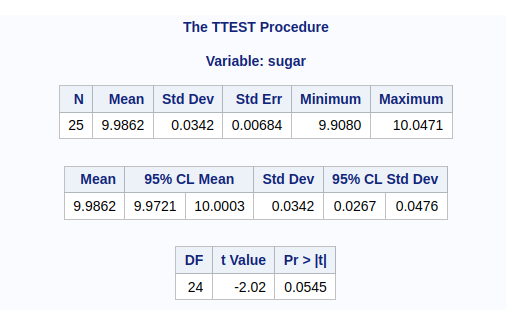 The TTEST Procedure
Variable: sugar
N Mean Std Dev Std Err Minimum Maximum
25 9.9862 0.0342 0.00684 9.9080 10.0471
Mean 95% CL Mean Std Dev 95% CL Std Dev
9.9862 9.9721 10.0003 0.0342 0.0267 0.0476
DF t Value Pr > |t|
24 -2.02 0.0545